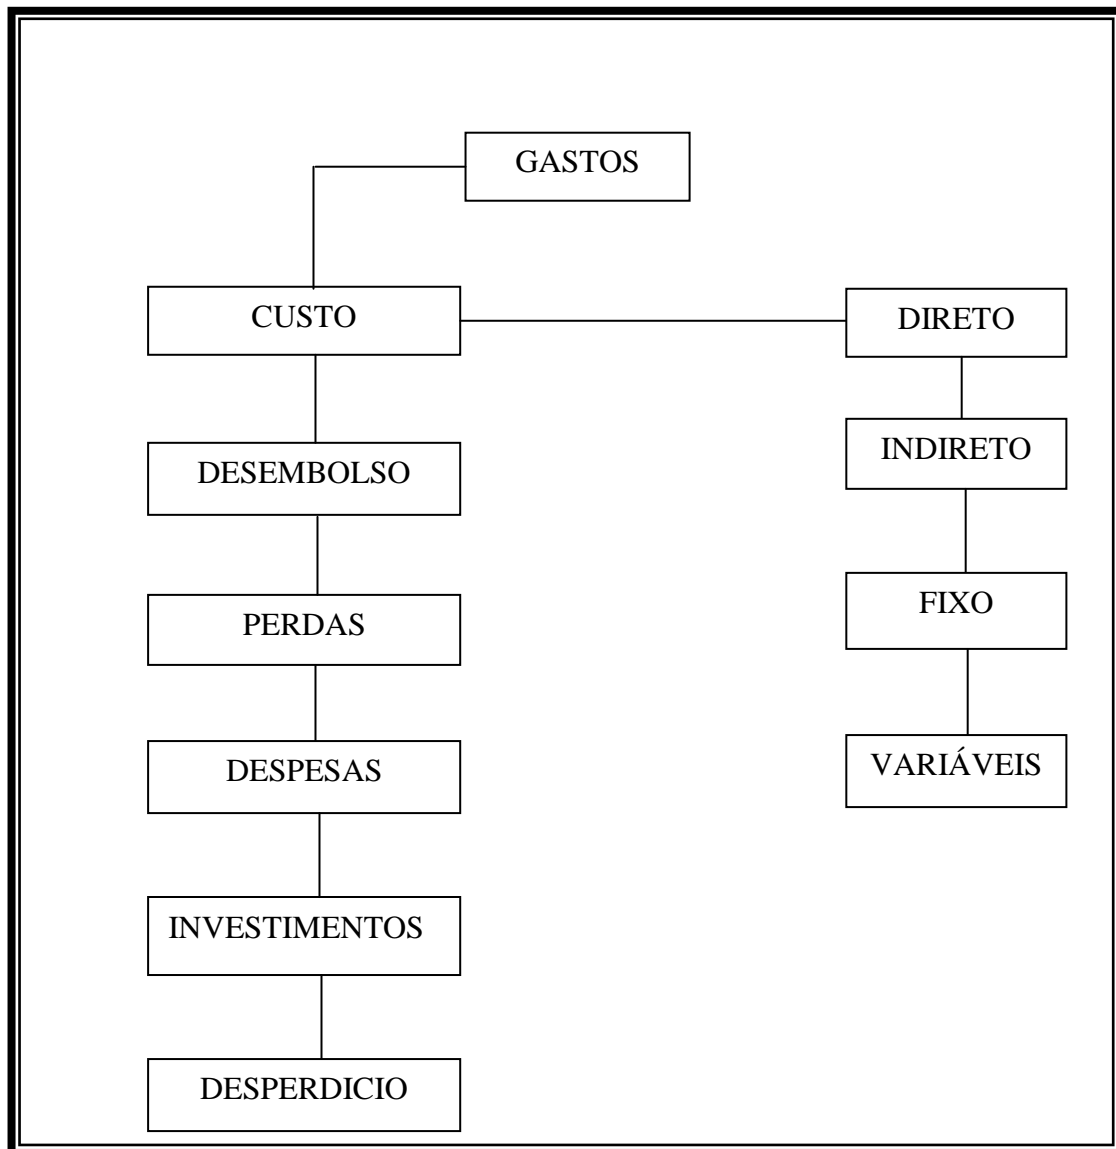 GASTOS
CUSTO
DIRETO
DESEMBOLSO
INDIRETO
PERDAS
FIXO
DESPESAS
VARIÁVEIS
INVESTIMENTOS
DESPERDICIO